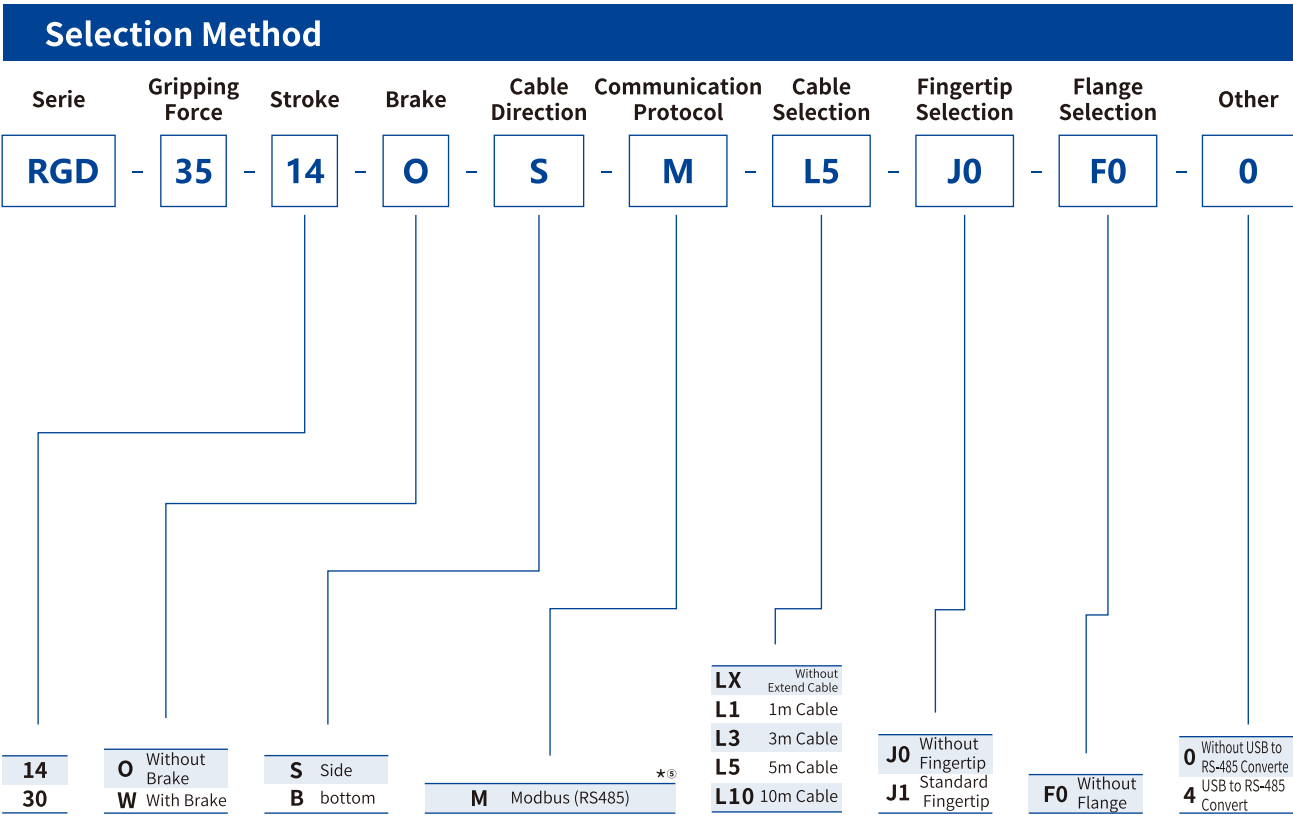 Selection Method
Serie
Gripping
Force
Stroke
Brake
Cable
Direction
Communication
Protocol
Cable
Selection
Fingertip
Selection
Flange
Selection
Other
RGD - 35 - 14 - O - S - M - L5 - J0 - F0 - 0
14
30
O Without
Brake
W With Brake
S Side
B bottom
*⑤
M Modbus (RS485)
LX Without
Extend Cable
L1 1m Cable
L3 3m Cable
L5 5m Cable
L10 10m Cable
J0 Without
Fingertip
J1 Standard
Fingertip
F0 Without
Flange
0 Without USB to
RS-485 Converte
4 USB to RS-485
Convert